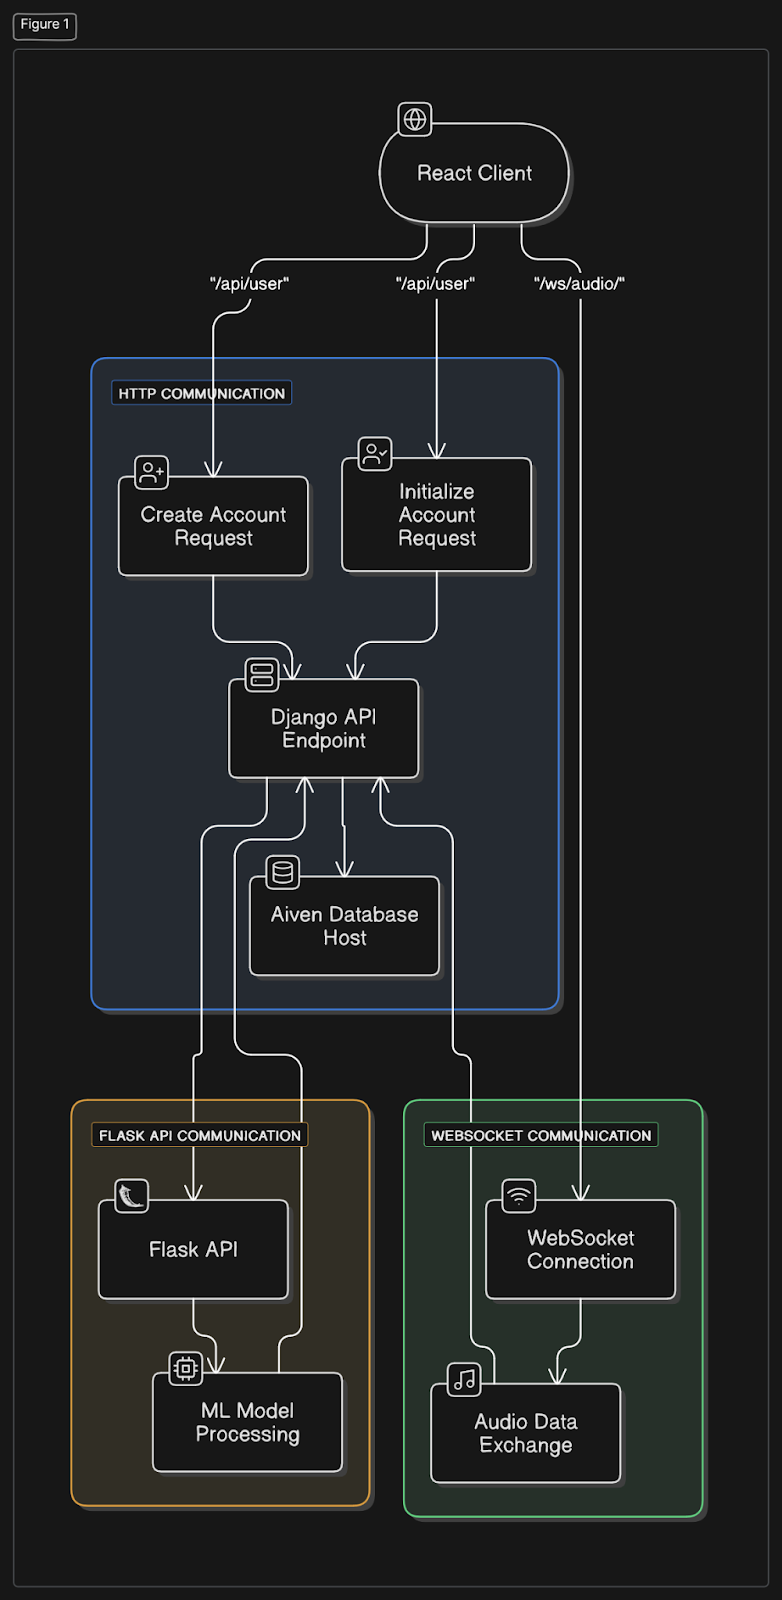 Figure 1
React Client
"/api/user"
"/api/user"
"/ws/audio/"
HTTP COMMUNICATION
Create Account
Request
Initialize
Account
Request
Django API
Endpoint
Aiven Database
Host
FLASK API COMMUNICATION
Flask API
ML Model
Processing
WEBSOCKET COMMUNICATION
WebSocket
Connection
Audio Data
Exchange